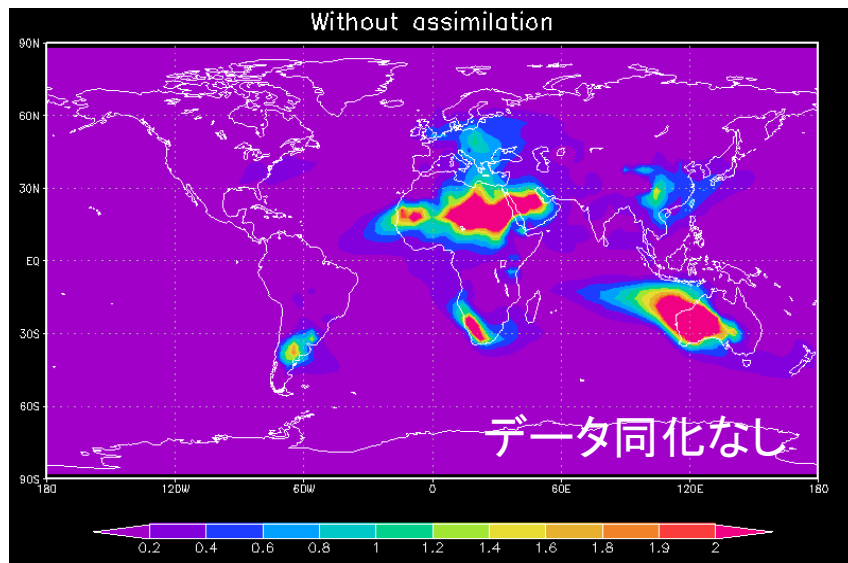 Without assimilation
90N
60N
30N
EQ
30S
60S
90S
データ同化なし
180 120W 60W 0 60E 120E 180
0.2 0.4 0.6 0.8 1 1.2 1.4 1.6 1.8 1.9 2